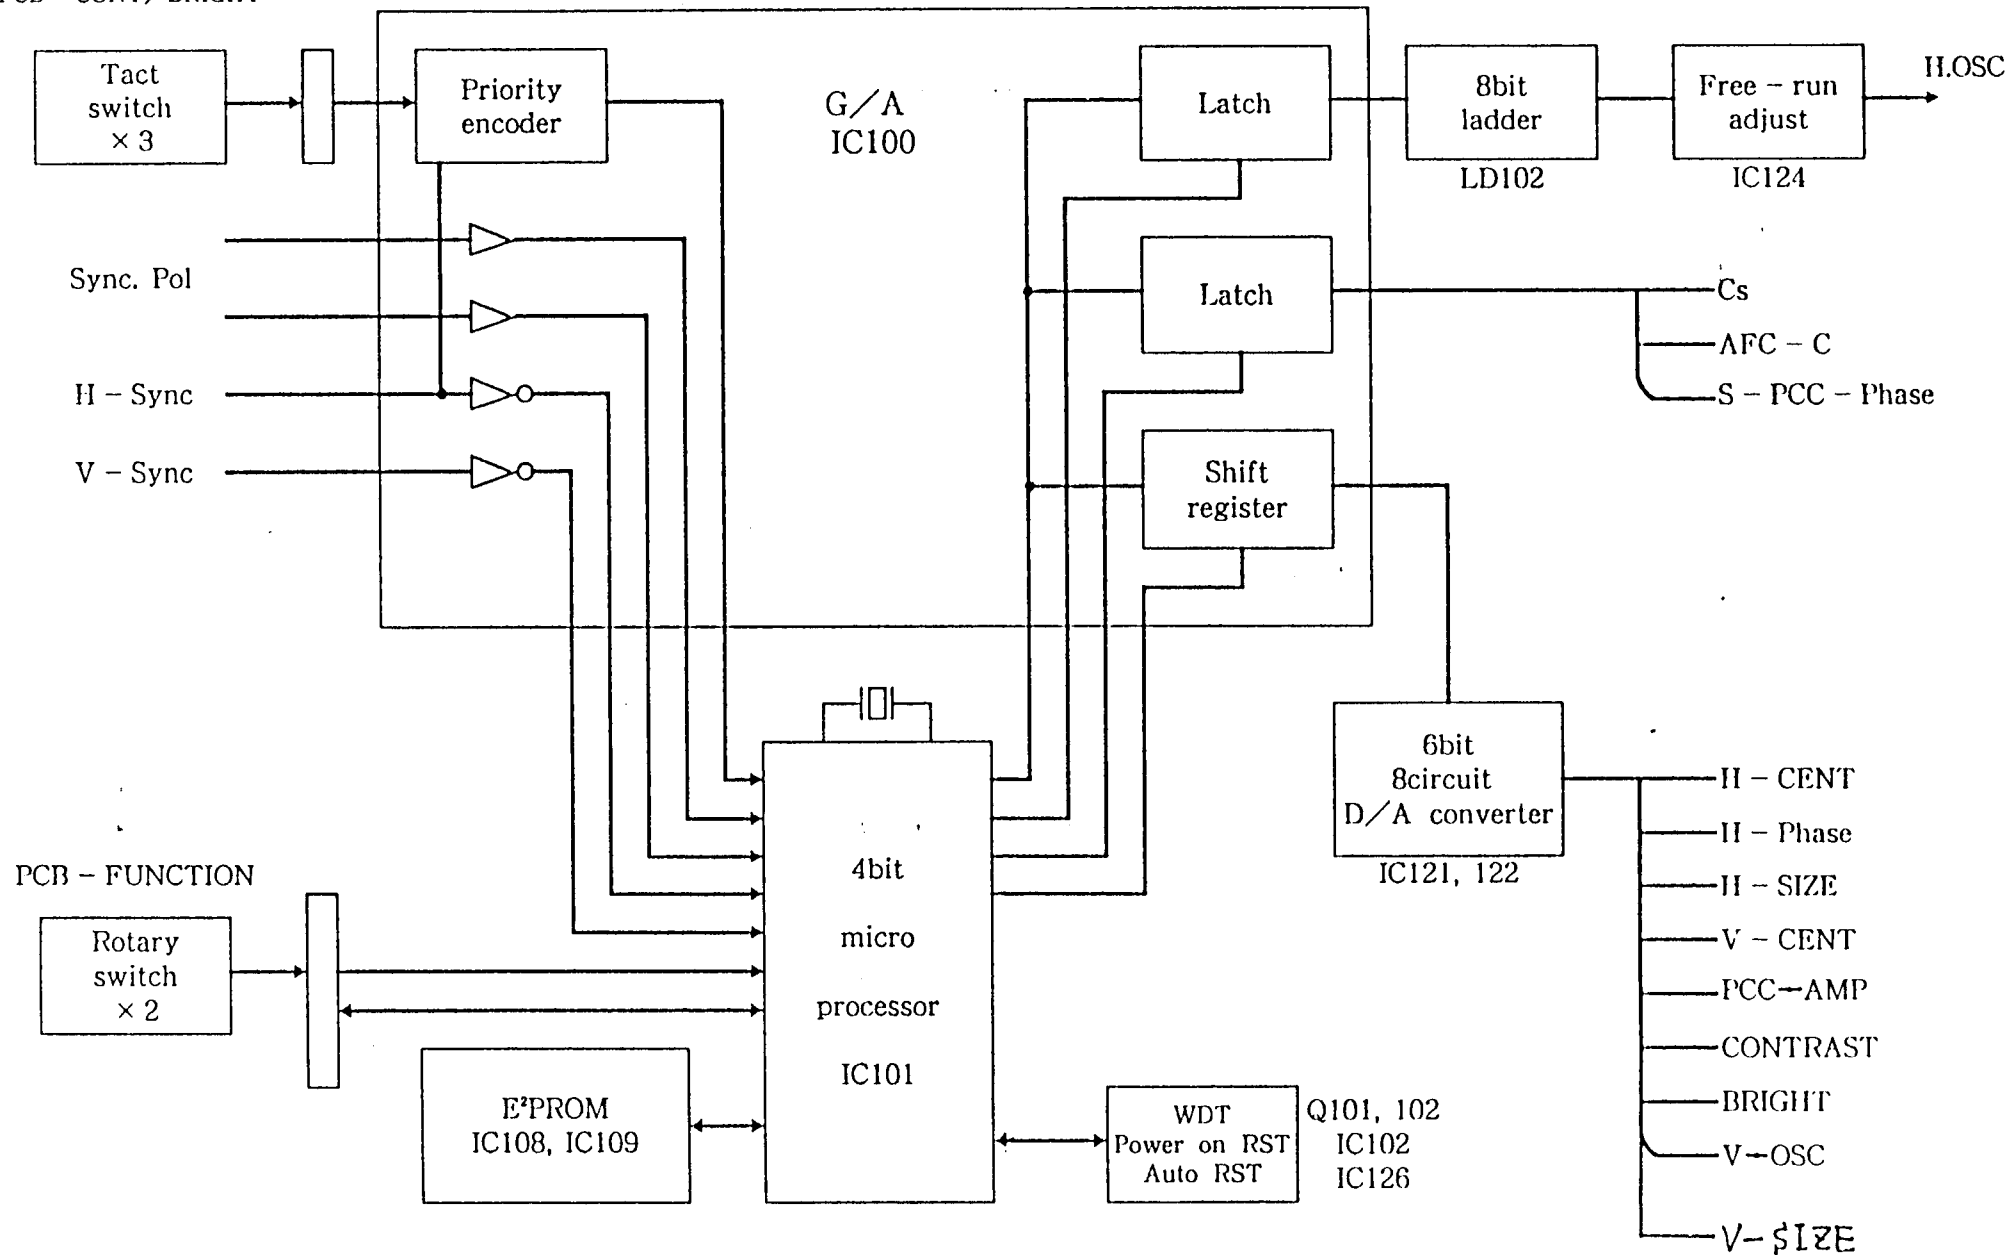 Tact
switch
× 3
Priority
encoder
G/A
IC100
Latch
8bit
ladder
LD102
Free - run
adjust
IC124
H.OSC
Sync. Pol
H - Sync
V - Sync
Latch
Cs
AFC - C
S - PCC - Phase
Shift
register
6bit
8circuit
D/A converter
IC121, 122
H - CENT
H - Phase
H - SIZE
V - CENT
PCC - AMP
CONTRAST
BRIGHT
V - OSC
V - SIZE
PCB - FUNCTION
Rotary
switch
× 2
4bit
micro
processor
IC101
E²PROM
IC108, IC109
WDT
Power on RST
Auto RST
Q101, 102
IC102
IC126